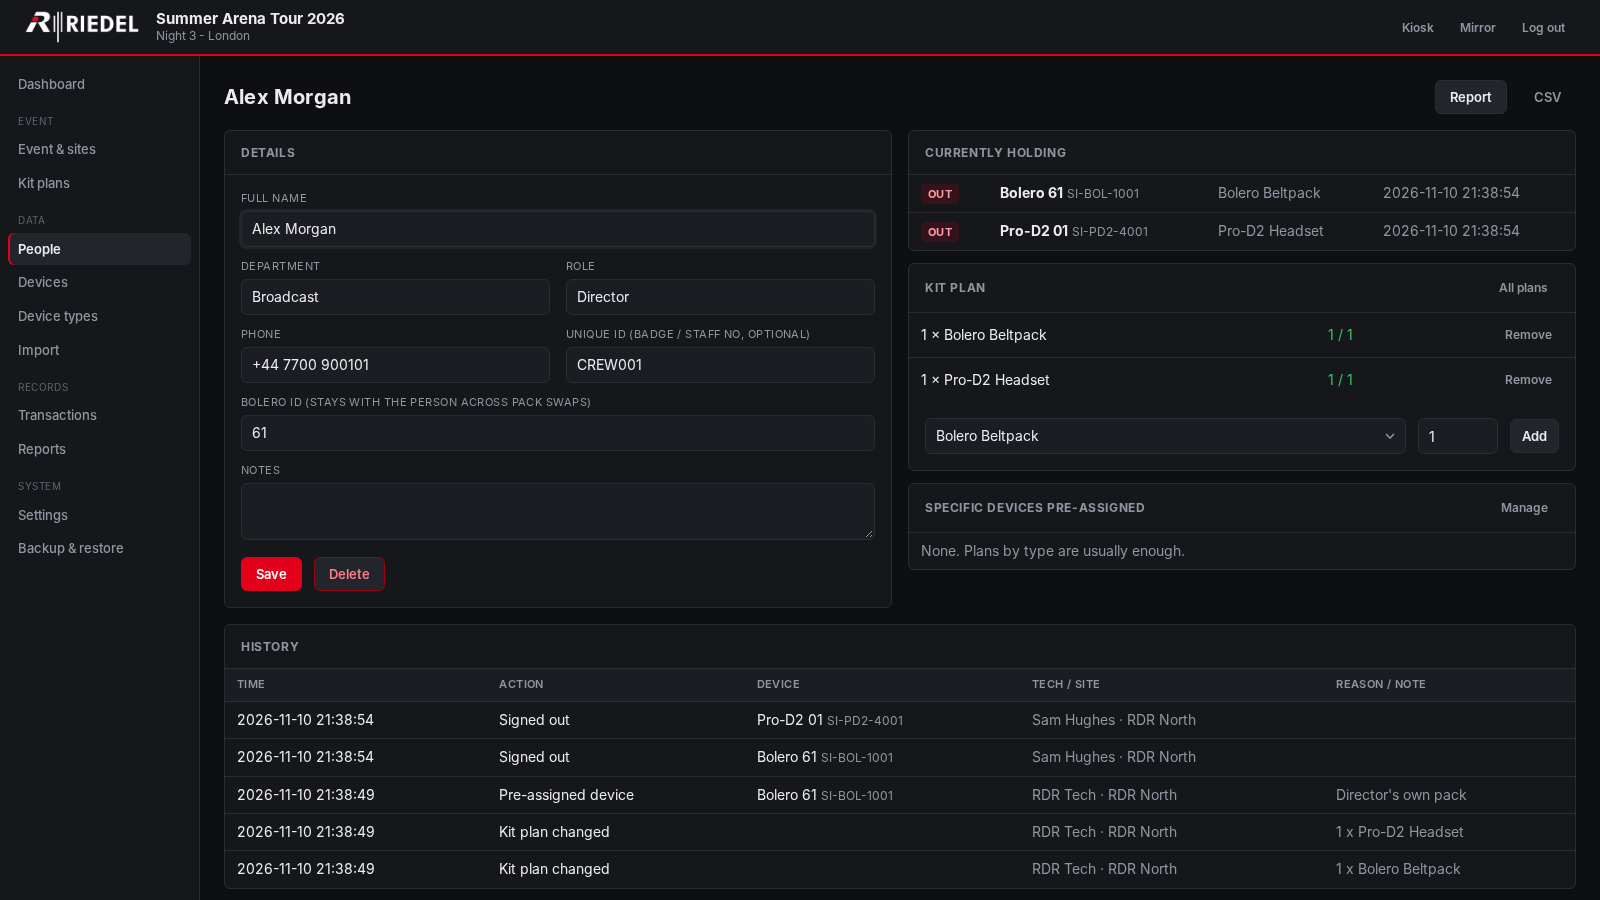 RIEDEL
Summer Arena Tour 2026
Night 3 - London
Kiosk Mirror Log out
Dashboard
EVENT
Event & sites
Kit plans
DATA
People
Devices
Device types
Import
RECORDS
Transactions
Reports
SYSTEM
Settings
Backup & restore
Alex Morgan
Report CSV
DETAILS
FULL NAME
Alex Morgan
DEPARTMENT ROLE
Broadcast Director
PHONE UNIQUE ID (BADGE / STAFF NO, OPTIONAL)
+44 7700 900101 CREW001
BOLERO ID (STAYS WITH THE PERSON ACROSS PACK SWAPS)
61
NOTES
Save Delete
CURRENTLY HOLDING
OUT Bolero 61 SI-BOL-1001 Bolero Beltpack 2026-11-10 21:38:54
OUT Pro-D2 01 SI-PD2-4001 Pro-D2 Headset 2026-11-10 21:38:54
KIT PLAN All plans
1 × Bolero Beltpack 1 / 1 Remove
1 × Pro-D2 Headset 1 / 1 Remove
Bolero Beltpack 1 Add
SPECIFIC DEVICES PRE-ASSIGNED Manage
None. Plans by type are usually enough.
HISTORY
TIME ACTION DEVICE TECH / SITE REASON / NOTE
2026-11-10 21:38:54 Signed out Pro-D2 01 SI-PD2-4001 Sam Hughes · RDR North
2026-11-10 21:38:54 Signed out Bolero 61 SI-BOL-1001 Sam Hughes · RDR North
2026-11-10 21:38:49 Pre-assigned device Bolero 61 SI-BOL-1001 RDR Tech · RDR North Director's own pack
2026-11-10 21:38:49 Kit plan changed RDR Tech · RDR North 1 x Pro-D2 Headset
2026-11-10 21:38:49 Kit plan changed RDR Tech · RDR North 1 x Bolero Beltpack